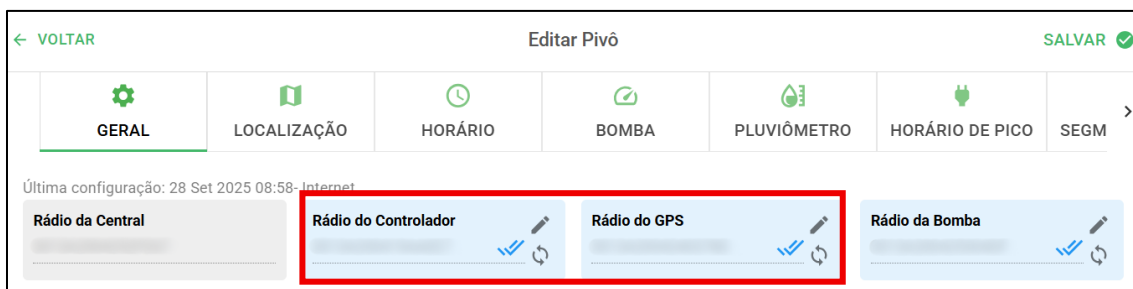 VOLTAR
Editar Pivô
SALVAR
GERAL
LOCALIZAÇÃO
HORÁRIO
BOMBA
PLUVIÔMETRO
HORÁRIO DE PICO
SEGM
Última configuração: 28 Set 2025 08:58- Internet
Rádio da Central
Rádio do Controlador
Rádio do GPS
Rádio da Bomba